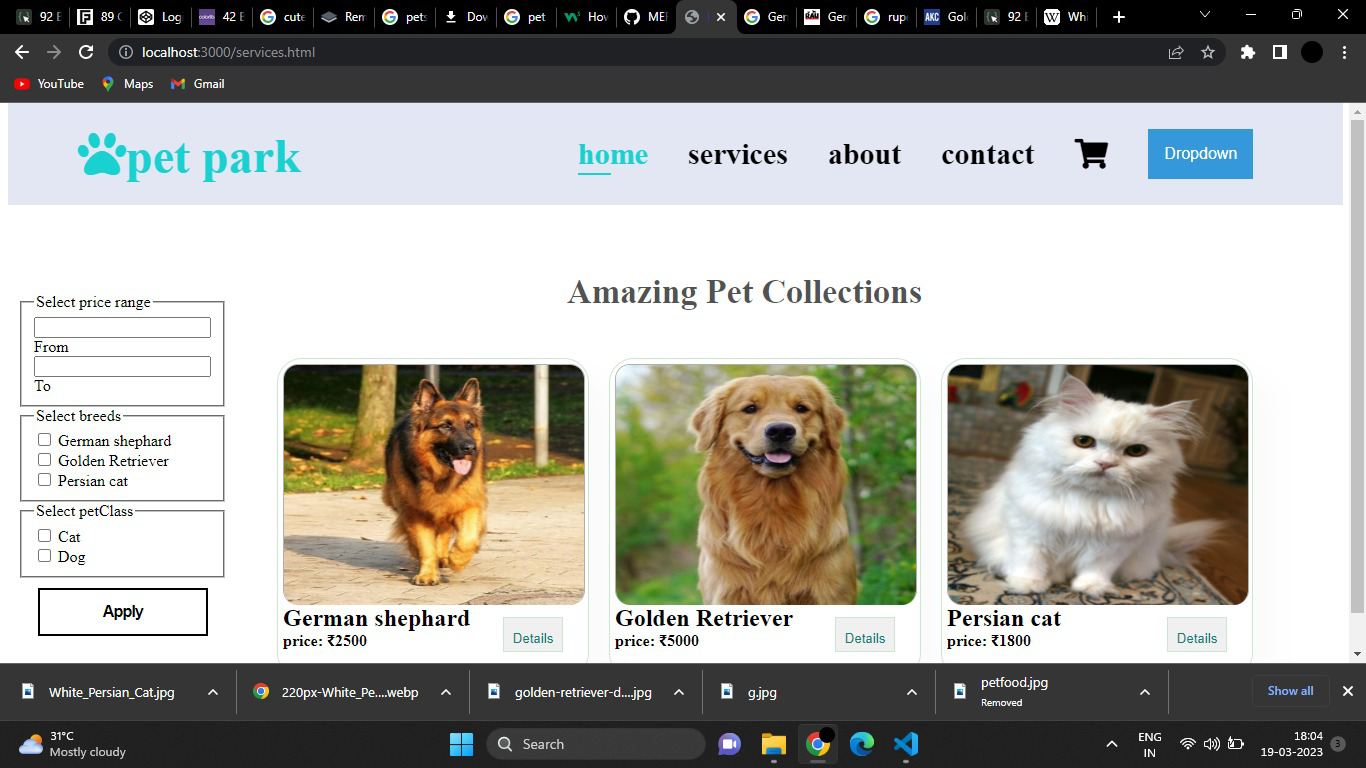 92 E
89 C
Log
42 E
cute
Rem
pets
Dov
pet
Hov
MEF
Ger
Ger
rup
Gol
92 E
Whi
localhost:3000/services.html
YouTube
Maps
Gmail
pet park
home
services
about
contact
Dropdown
Amazing Pet Collections
Select price range
From
To
Select breeds
German shephard
Golden Retriever
Persian cat
Select petClass
Cat
Dog
Apply
German shephard
price: ₹2500
Details
Golden Retriever
price: ₹5000
Details
Persian cat
price: ₹1800
Details
White_Persian_Cat.jpg
220px-White_Pe....webp
golden-retriever-d....jpg
g.jpg
petfood.jpg
Removed
Show all
31°C
Mostly cloudy
Search
ENG
IN
18:04
19-03-2023
3